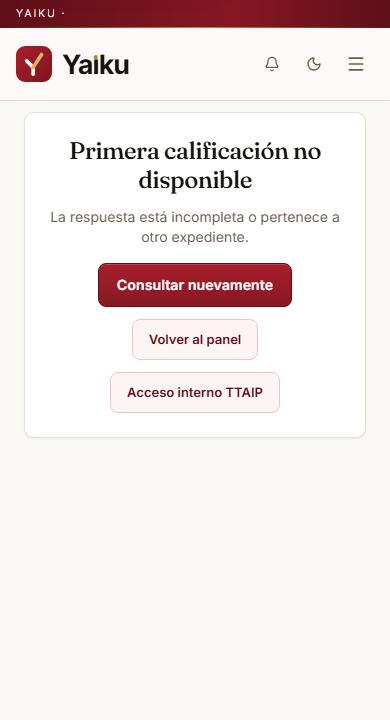 YAIKU ·
Yaiku
Primera calificación no
disponible
La respuesta está incompleta o pertenece a
otro expediente.
Consultar nuevamente
Volver al panel
Acceso interno TTAIP